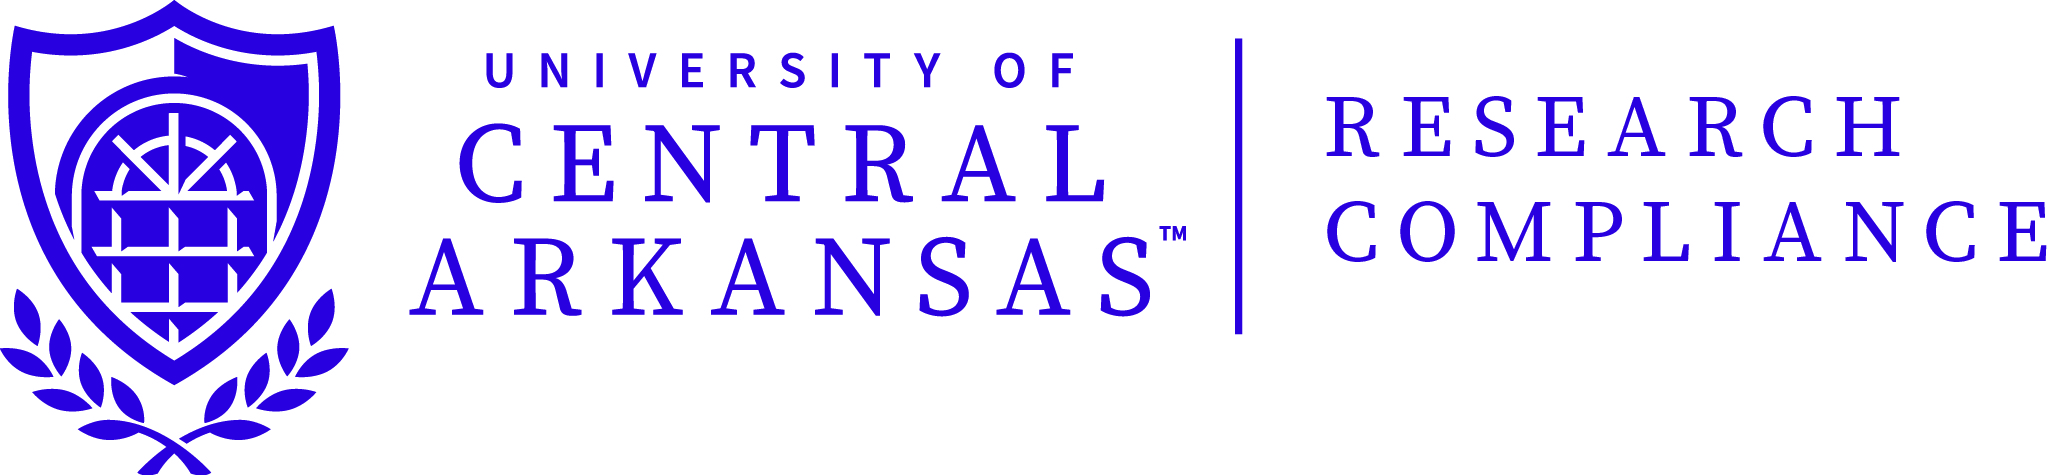 UNIVERSITY OF
CENTRAL
ARKANSAS™
RESEARCH
COMPLIANCE